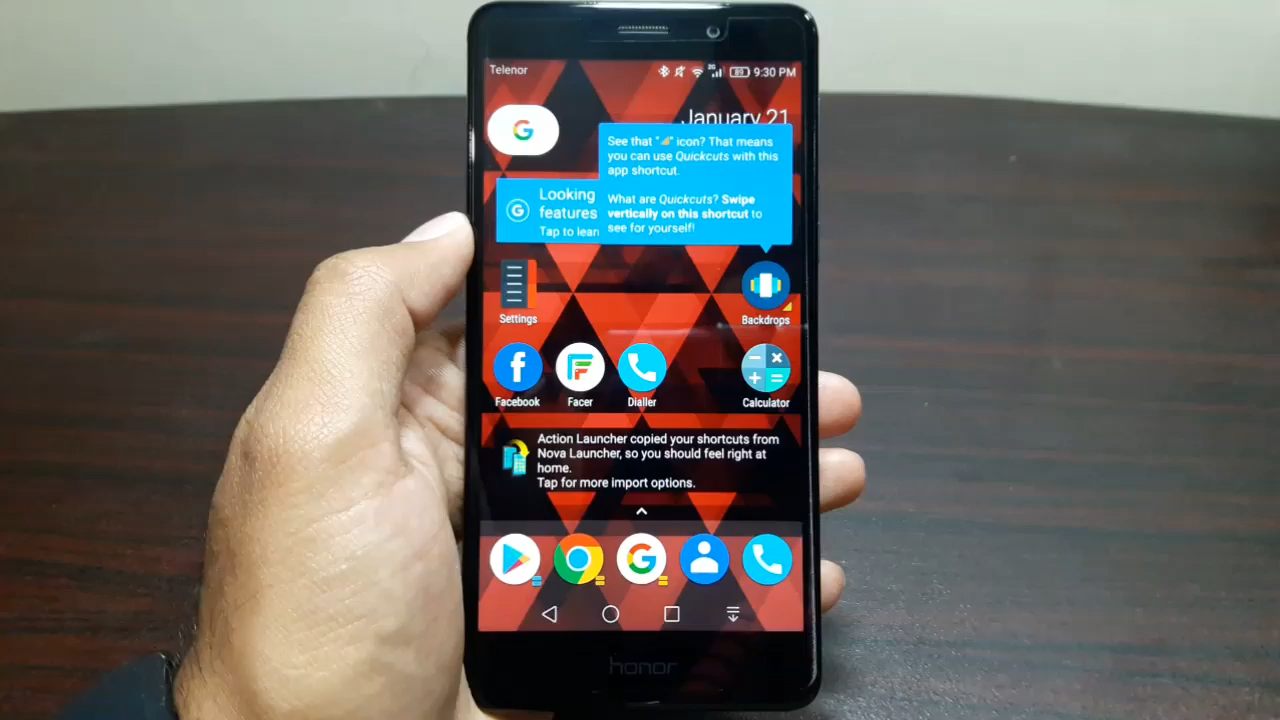 Telenor
2G
89
9:30 PM
January 21
See that " " icon? That means
you can use Quickcuts with this
app shortcut.
What are Quickcuts? Swipe
vertically on this shortcut to
see for yourself!
Looking
features
Tap to lear
Settings
Backdrops
Facebook
Facer
Dialler
Calculator
Action Launcher copied your shortcuts from
Nova Launcher, so you should feel right at
home.
Tap for more import options.
honor